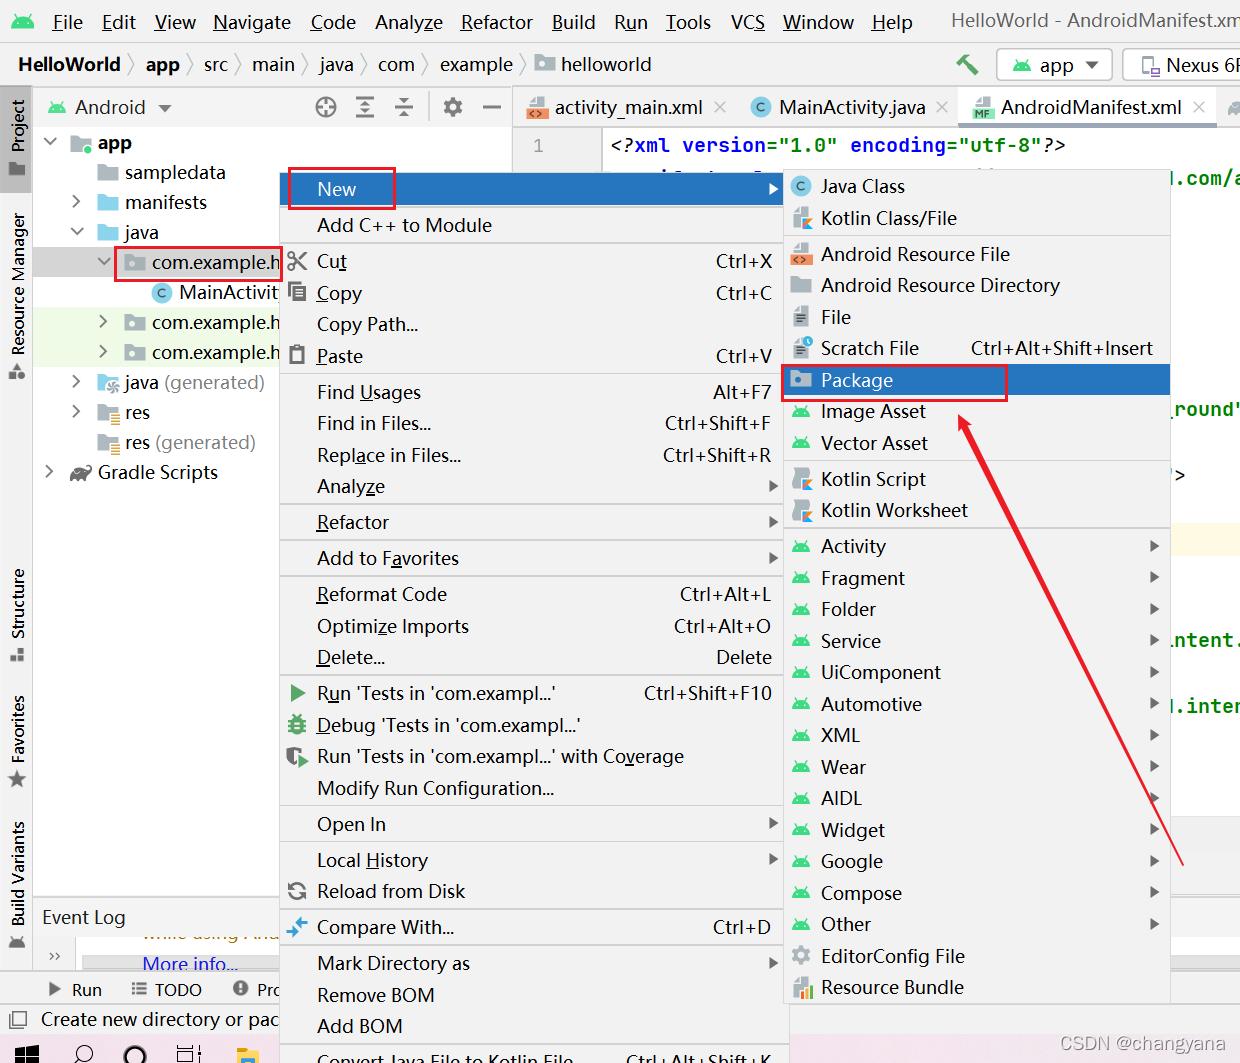 File Edit View Navigate Code Analyze Refactor Build Run Tools VCS Window Help HelloWorld - AndroidManifest.xm
HelloWorld app src main java com example helloworld app Nexus 6
Android
activity_main.xml MainActivity.java AndroidManifest.xml
Project
Resource Manager
Structure
Favorites
Build Variants
app
sampledata
manifests
java
com.example.h
MainActivity
com.example.h
com.example.h
java (generated)
res
res (generated)
Gradle Scripts
1 <?xml version="1.0" encoding="utf-8"?>
.com/a
_round"
>
intent.
.inten
New
Add C++ to Module
Cut Ctrl+X
Copy Ctrl+C
Copy Path...
Paste Ctrl+V
Find Usages Alt+F7
Find in Files... Ctrl+Shift+F
Replace in Files... Ctrl+Shift+R
Analyze
Refactor
Add to Favorites
Reformat Code Ctrl+Alt+L
Optimize Imports Ctrl+Alt+O
Delete... Delete
Run 'Tests in 'com.exampl...' Ctrl+Shift+F10
Debug 'Tests in 'com.exampl...'
Run 'Tests in 'com.exampl...' with Coverage
Modify Run Configuration...
Open In
Local History
Reload from Disk
Compare With... Ctrl+D
Mark Directory as
Remove BOM
Add BOM
Convert Java File to Kotlin File Ctrl+Alt+Shift+K
Java Class
Kotlin Class/File
Android Resource File
Android Resource Directory
File
Scratch File Ctrl+Alt+Shift+Insert
Package
Image Asset
Vector Asset
Kotlin Script
Kotlin Worksheet
Activity
Fragment
Folder
Service
UiComponent
Automotive
XML
Wear
AIDL
Widget
Google
Compose
Other
EditorConfig File
Resource Bundle
Event Log
while using And
More info...
Run TODO Pro
Create new directory or pac
CSDN @changyana